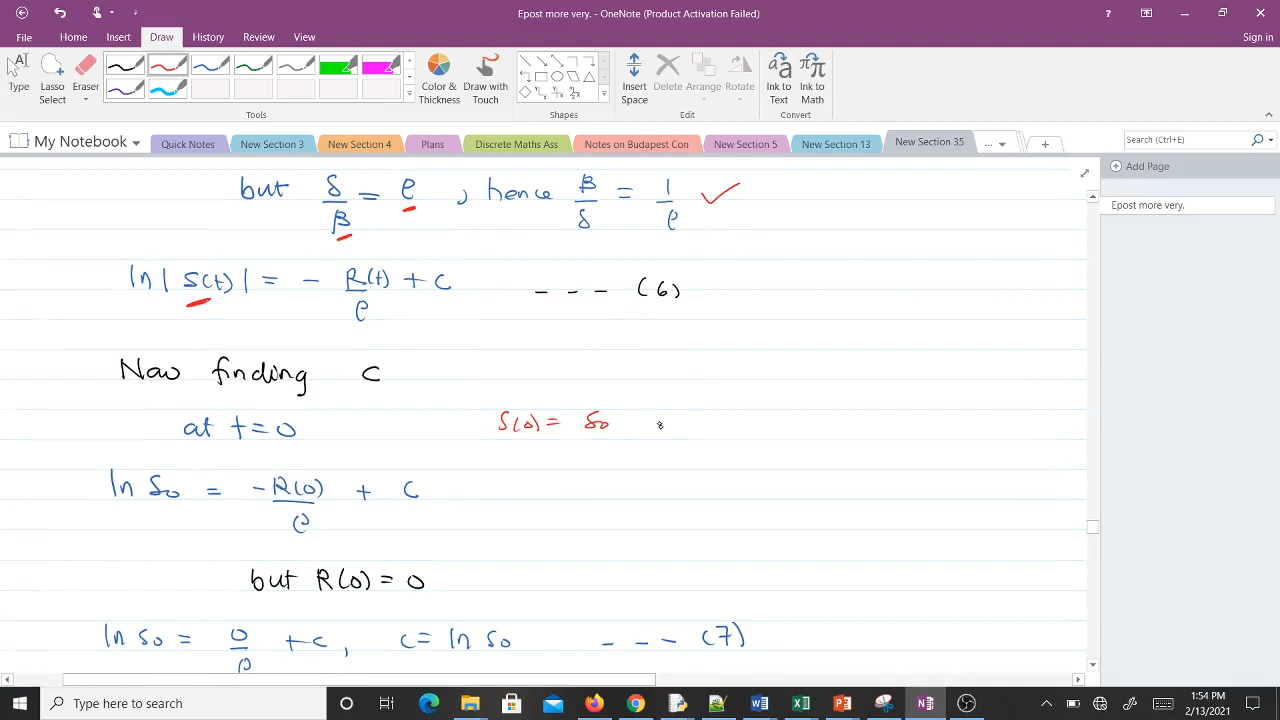 Epost more very. - OneNote (Product Activation Failed)
File Home Insert Draw History Review View Sign in
Type Lasso Select Eraser Color & Thickness Draw with Touch Insert Space Delete Arrange Rotate Ink to Text Ink to Math
Tools Shapes Edit Convert
My Notebook Quick Notes New Section 3 New Section 4 Plans Discrete Maths Ass Notes on Budapest Con New Section 5 New Section 13 New Section 35 ... Search (Ctrl+E)
Add Page
Epost more very.
but δ/β = ρ , hence β/δ = 1/ρ ✓
ln | S(t) | = - R(t)/ρ + C - - - (6)
Now finding C
at t = 0 S(0) = S0
ln S0 = -R(0)/ρ + C
but R(0) = 0
ln S0 = 0/ρ + C, C = ln S0 - - - (7)
Type here to search
1:54 PM
2/13/2021